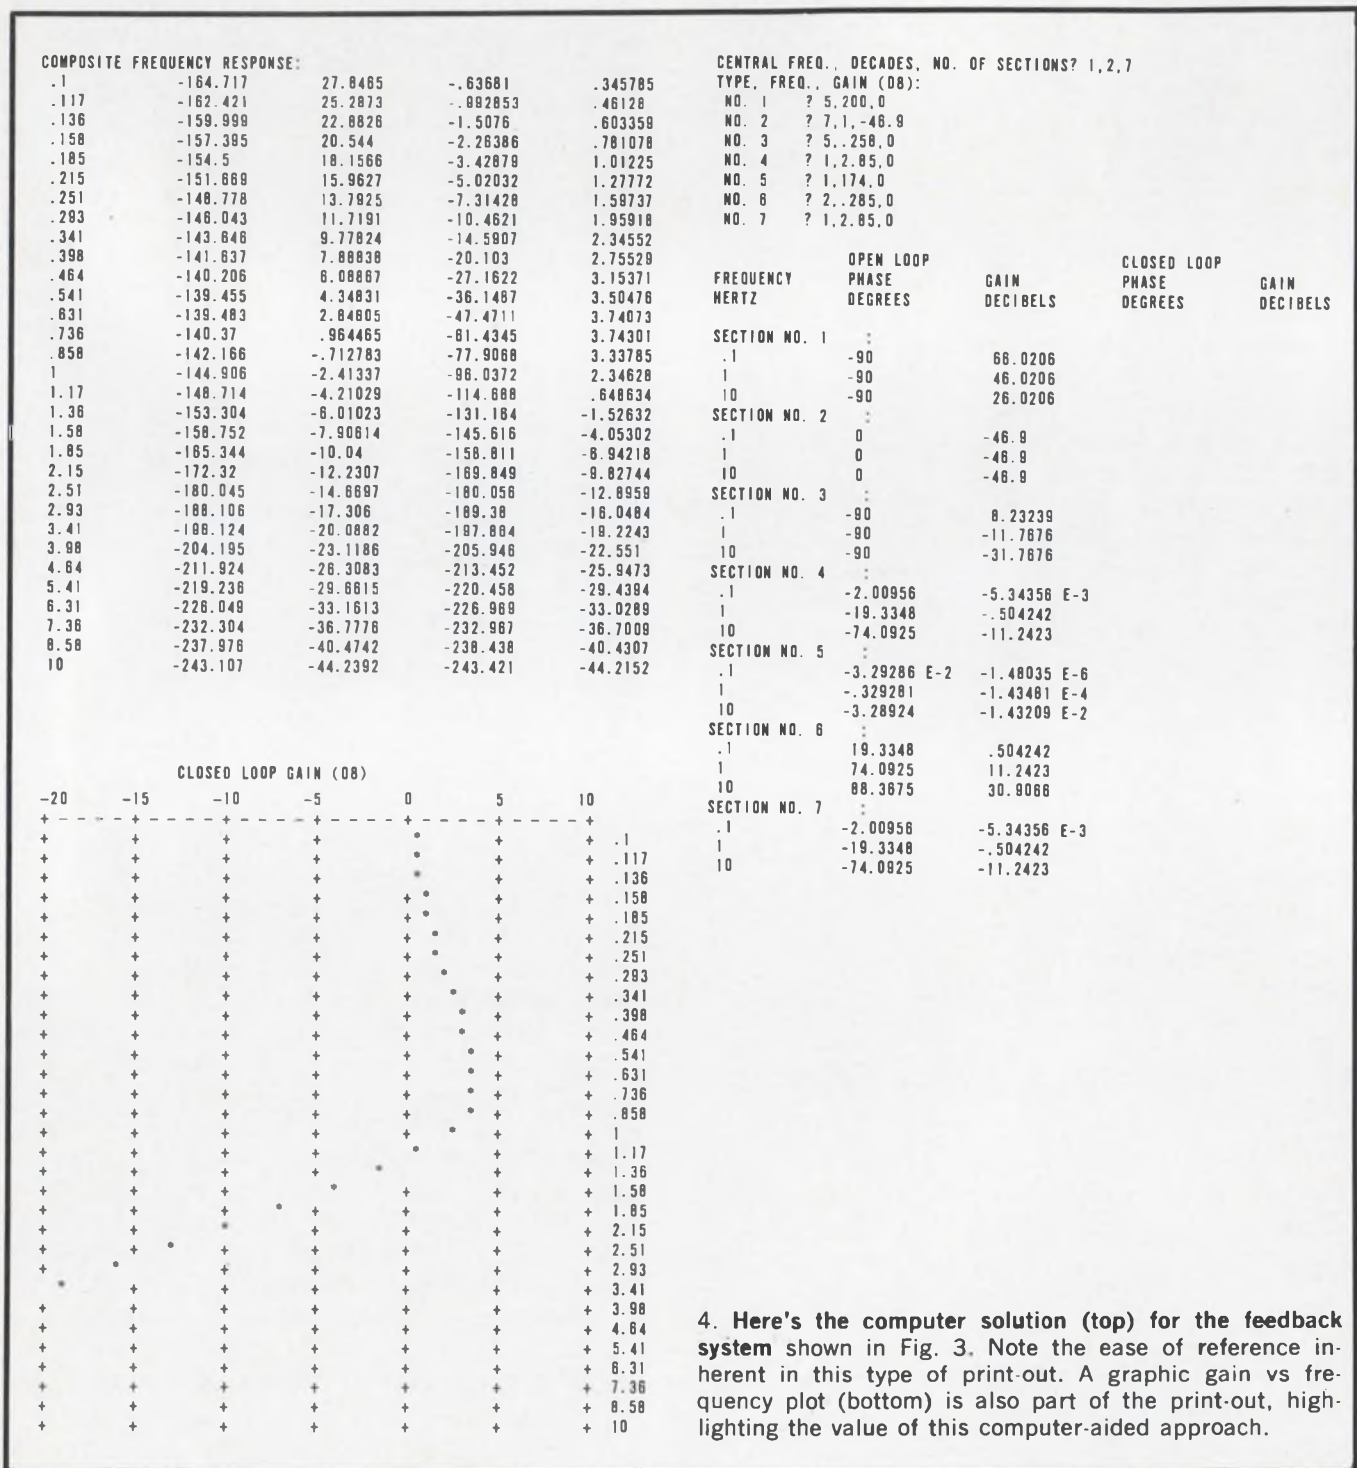 COMPOSITE FREQUENCY RESPONSE:
.1 -164.717 27.8465 -.63681 .345785
.117 -162.421 25.2873 -.992853 .46128
.136 -159.999 22.8826 -1.5076 .603359
.158 -157.395 20.544 -2.26386 .781078
.185 -154.5 18.1566 -3.42879 1.01225
.215 -151.669 15.9627 -5.02032 1.27772
.251 -148.778 13.7925 -7.31428 1.59737
.293 -146.043 11.7191 -10.4621 1.95918
.341 -143.646 9.77824 -14.5907 2.34552
.398 -141.637 7.88838 -20.103 2.75529
.464 -140.206 6.08867 -27.1622 3.15371
.541 -139.455 4.34831 -36.1487 3.50476
.631 -139.483 2.64605 -47.4711 3.74073
.736 -140.37 .964465 -61.4345 3.74301
.858 -142.166 -.712783 -77.9068 3.33785
1 -144.906 -2.41337 -96.0372 2.34628
1.17 -148.714 -4.21029 -114.688 .648634
1.36 -153.304 -6.01023 -131.164 -1.52632
1.58 -158.752 -7.90614 -145.616 -4.05302
1.85 -165.344 -10.04 -158.811 -6.94218
2.15 -172.32 -12.2307 -169.849 -9.82744
2.51 -180.045 -14.6697 -180.056 -12.8959
2.93 -188.106 -17.306 -189.38 -16.0484
3.41 -196.124 -20.0882 -197.864 -19.2243
3.98 -204.195 -23.1186 -205.946 -22.551
4.64 -211.924 -26.3083 -213.452 -25.9473
5.41 -219.236 -29.6615 -220.458 -29.4394
6.31 -226.049 -33.1613 -226.969 -33.0289
7.36 -232.304 -36.7776 -232.967 -36.7009
8.58 -237.976 -40.4742 -238.438 -40.4307
10 -243.107 -44.2392 -243.421 -44.2152
CLOSED LOOP GAIN (DB)
-20 -15 -10 -5 0 5 10
.1
.117
.136
.158
.185
.215
.251
.293
.341
.398
.464
.541
.631
.736
.858
1
1.17
1.36
1.58
1.85
2.15
2.51
2.93
3.41
3.98
4.64
5.41
6.31
7.36
8.58
10
CENTRAL FREQ., DECADES, NO. OF SECTIONS? 1,2,7
TYPE, FREQ., GAIN (DB):
NO. 1 ? 5,200,0
NO. 2 ? 7,1,-46.9
NO. 3 ? 5,.258,0
NO. 4 ? 1,2.85,0
NO. 5 ? 1,174,0
NO. 6 ? 2,.285,0
NO. 7 ? 1,2.85,0
OPEN LOOP CLOSED LOOP
FREQUENCY PHASE GAIN PHASE GAIN
HERTZ DEGREES DECIBELS DEGREES DECIBELS
SECTION NO. 1 :
.1 -90 66.0206
1 -90 46.0206
10 -90 26.0206
SECTION NO. 2 :
.1 0 -46.9
1 0 -46.9
10 0 -46.9
SECTION NO. 3 :
.1 -90 8.23239
1 -90 -11.7676
10 -90 -31.7676
SECTION NO. 4 :
.1 -2.00956 -5.34356 E-3
1 -19.3348 -.504242
10 -74.0925 -11.2423
SECTION NO. 5 :
.1 -3.29286 E-2 -1.48035 E-6
1 -.329281 -1.43481 E-4
10 -3.28924 -1.43209 E-2
SECTION NO. 6 :
.1 19.3348 .504242
1 74.0925 11.2423
10 88.3675 30.9066
SECTION NO. 7 :
.1 -2.00956 -5.34356 E-3
1 -19.3348 -.504242
10 -74.0925 -11.2423
4. Here's the computer solution (top) for the feedback
system shown in Fig. 3. Note the ease of reference in-
herent in this type of print-out. A graphic gain vs fre-
quency plot (bottom) is also part of the print-out, high-
lighting the value of this computer-aided approach.